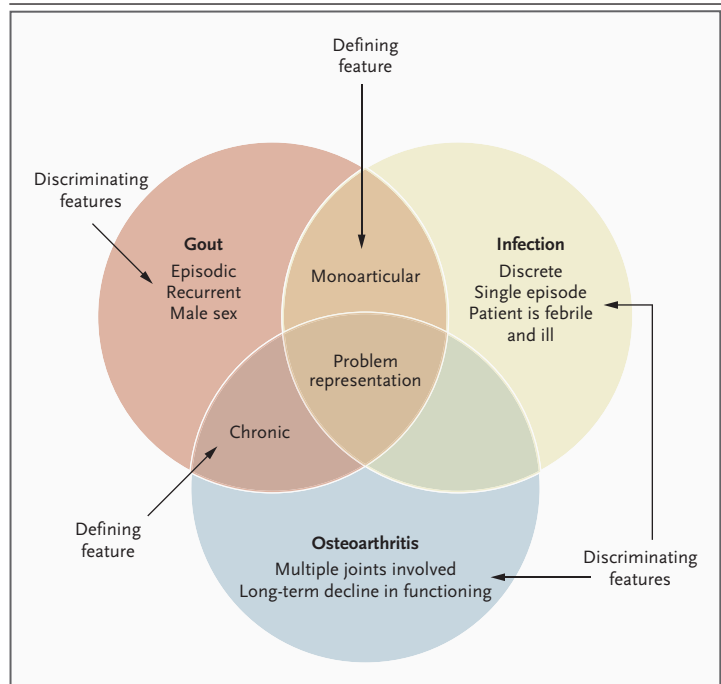 Defining
feature
Discriminating
features
Gout
Episodic
Recurrent
Male sex
Monoarticular
Infection
Discrete
Single episode
Patient is febrile
and ill
Problem
representation
Chronic
Defining
feature
Osteoarthritis
Multiple joints involved
Long-term decline in functioning
Discriminating
features